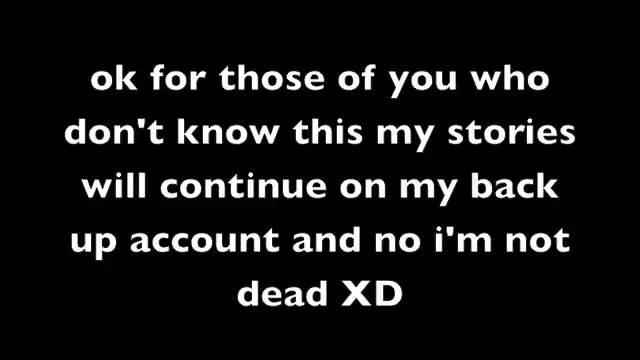 ok for those of you who
don't know this my stories
will continue on my back
up account and no i'm not
dead XD